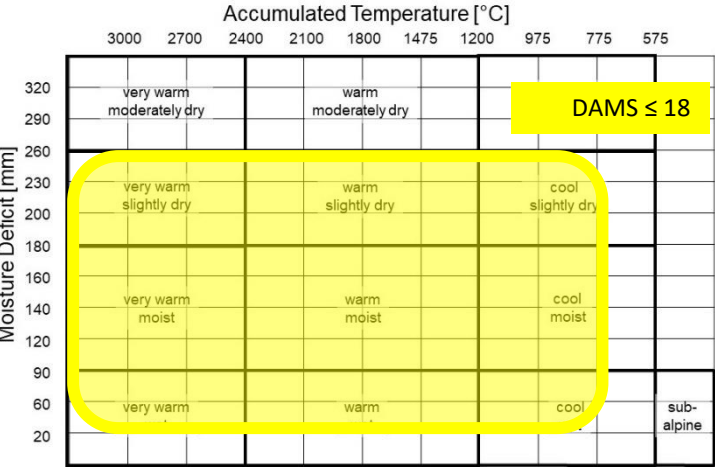 Accumulated Temperature [°C]
3000 2700 2400 2100 1800 1475 1200 975 775 575
Moisture Deficit [mm]
320
290
260
230
200
180
160
140
120
90
60
20
very warm
moderately dry
warm
moderately dry
DAMS ≤ 18
very warm
slightly dry
warm
slightly dry
cool
slightly dry
very warm
moist
warm
moist
cool
moist
very warm
warm
cool
sub-
alpine